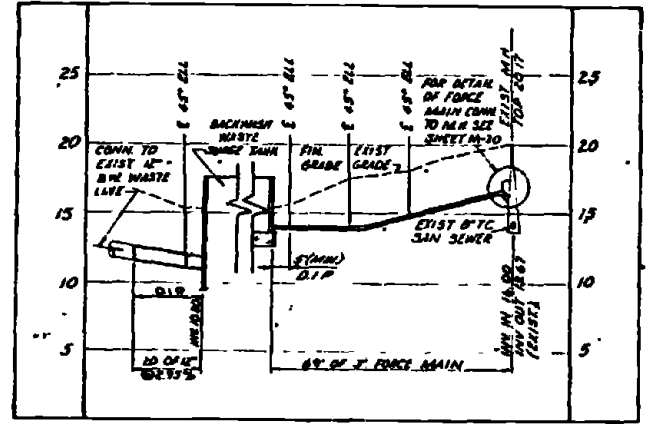 25
20
15
10
5
℄ 45° ELL
℄ 45° ELL
℄ 45° ELL
℄ 45° ELL
CONN. TO
EXIST 12"
WASTE
LINE
BACKWASH
WASTE
SURGE TANK
FIN.
GRADE
EXIST
GRADE
FOR DETAIL
OF FORCE
MAIN CONN.
TO M.H. SEE
SHEET M-20
EXIST M.H.
TOP 20.17
25
20
15
10
5
EXIST 8" TC
SAN SEWER
(MIN.)
D.I.P.
D.I.P.
20 OF 12"
69' OF 3" FORCE MAIN
INV IN 16.00
INV OUT
(EXIST)